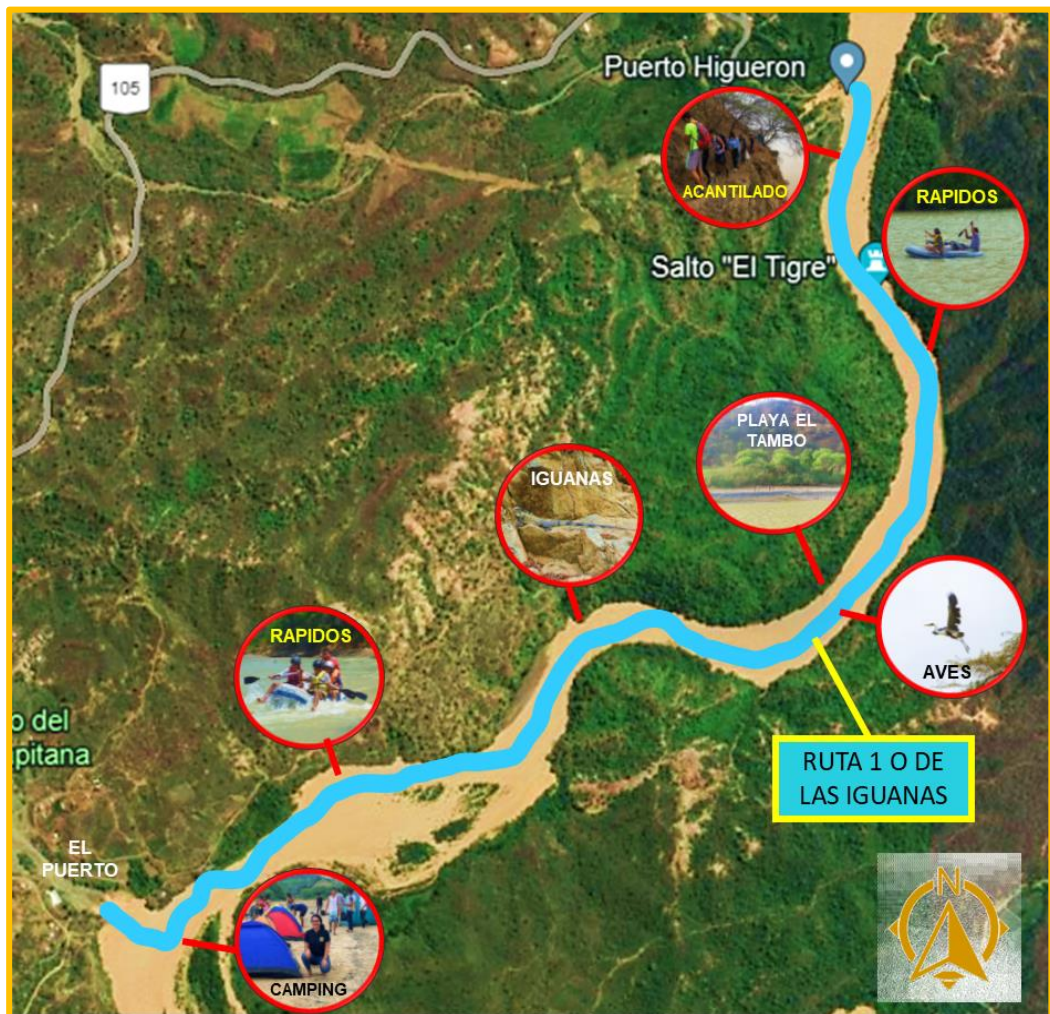 105
Puerto Higueron
ACANTILADO
RAPIDOS
Salto "El Tigre"
PLAYA EL
TAMBO
IGUANAS
AVES
RAPIDOS
RUTA 1 O DE
LAS IGUANAS
o del
pitana
EL
PUERTO
CAMPING
N